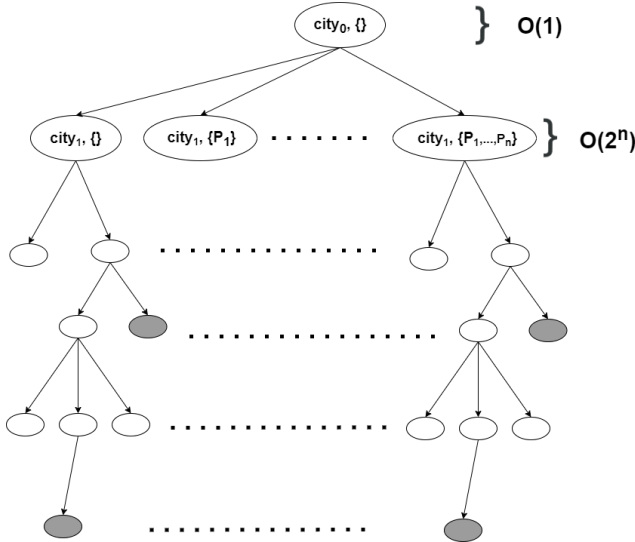 city₀, {} } O(1)
city₁, {} city₁, {P₁} city₁, {P₁,...,Pₙ} } O(2ⁿ)